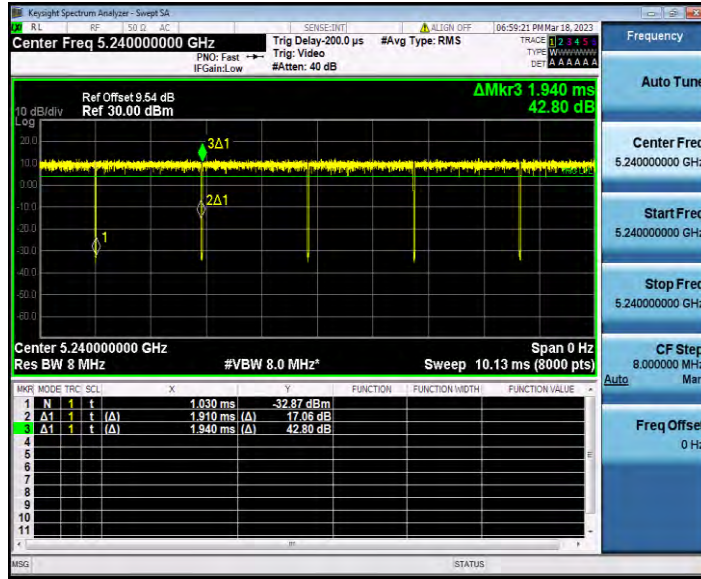 Keysight Spectrum Analyzer - Swept SA
RL RF 50 Ω AC SENSE:INT ALIGN OFF 06:59:21 PM Mar 18, 2023
Center Freq 5.240000000 GHz
PNO: Fast
IFGain:Low
Trig Delay-200.0 µs
Trig: Video
#Atten: 40 dB
#Avg Type: RMS
TRACE 1 2 3 4 5 6
TYPE WWWWWW
DET A A A A A A
Frequency
ΔMkr3 1.940 ms
42.80 dB
Ref Offset 9.54 dB
10 dB/div Ref 30.00 dBm
Log
20.0
10.0
0.00
-10.0
-20.0
-30.0
-40.0
-50.0
-60.0
3Δ1
2Δ1
1
Center 5.240000000 GHz Span 0 Hz
Res BW 8 MHz #VBW 8.0 MHz* Sweep 10.13 ms (8000 pts)
MKR MODE TRC SCL X Y FUNCTION FUNCTION WIDTH FUNCTION VALUE
1 N 1 t 1.030 ms -32.87 dBm
2 Δ1 1 t (Δ) 1.910 ms (Δ) 17.06 dB
3 Δ1 1 t (Δ) 1.940 ms (Δ) 42.80 dB
4
5
6
7
8
9
10
11
MSG STATUS
Auto Tune
Center Freq
5.240000000 GHz
Start Freq
5.240000000 GHz
Stop Freq
5.240000000 GHz
CF Step
8.000000 MHz
Auto Man
Freq Offset
0 Hz